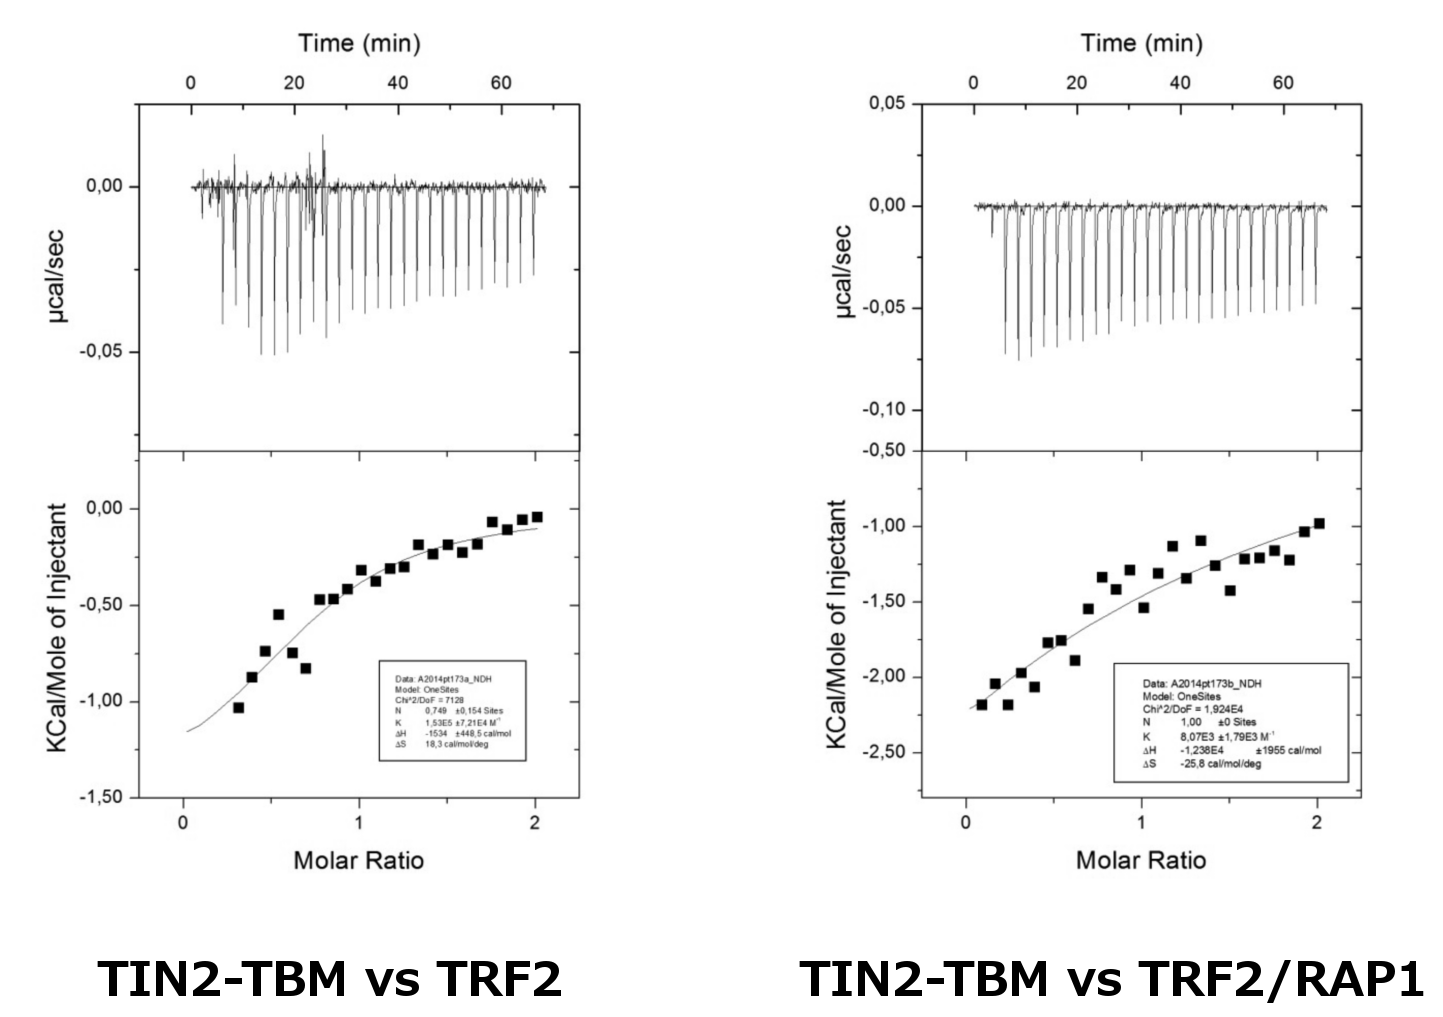 Time (min)
0 20 40 60
0,00
-0,05
µcal/sec
0,00
-0,50
-1,00
-1,50
KCal/Mole of Injectant
Data: A2014pt173a_NDH
Model: OneSites
Chi^2/DoF = 7128
N 0,749 ±0,154 Sites
K 1,53E5 ±7,21E4 M⁻¹
ΔH -1534 ±448,5 cal/mol
ΔS 18,3 cal/mol/deg
0 1 2
Molar Ratio
TIN2-TBM vs TRF2
Time (min)
0 20 40 60
0,05
0,00
-0,05
-0,10
µcal/sec
-0,50
-1,00
-1,50
-2,00
-2,50
KCal/Mole of Injectant
Data: A2014pt173b_NDH
Model: OneSites
Chi^2/DoF = 1,924E4
N 1,00 ±0 Sites
K 8,07E3 ±1,79E3 M⁻¹
ΔH -1,238E4 ±1955 cal/mol
ΔS -25,8 cal/mol/deg
0 1 2
Molar Ratio
TIN2-TBM vs TRF2/RAP1